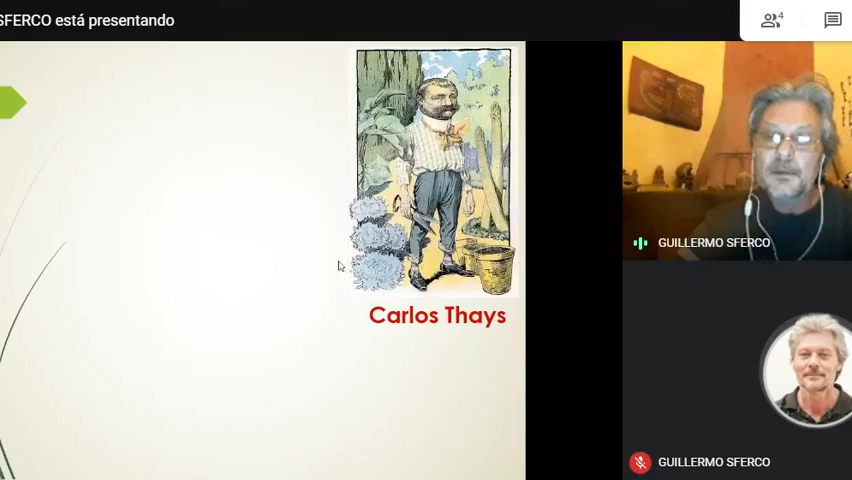 SFERCO está presentando
4
Carlos Thays
GUILLERMO SFERCO
GUILLERMO SFERCO